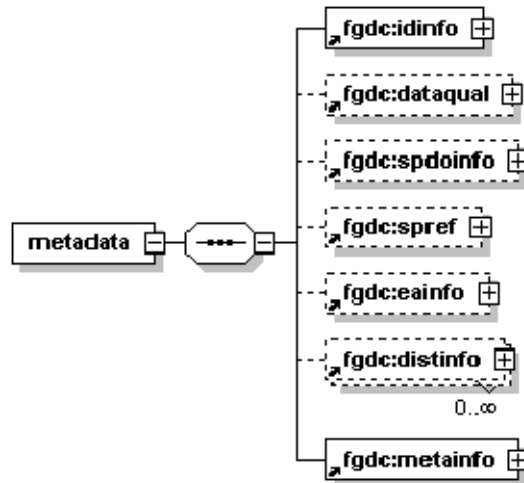 fgdc:idinfo
fgdc:dataqual
fgdc:spdoinfo
fgdc:spref
metadata
fgdc:eainfo
fgdc:distinfo
0..∞
fgdc:metainfo